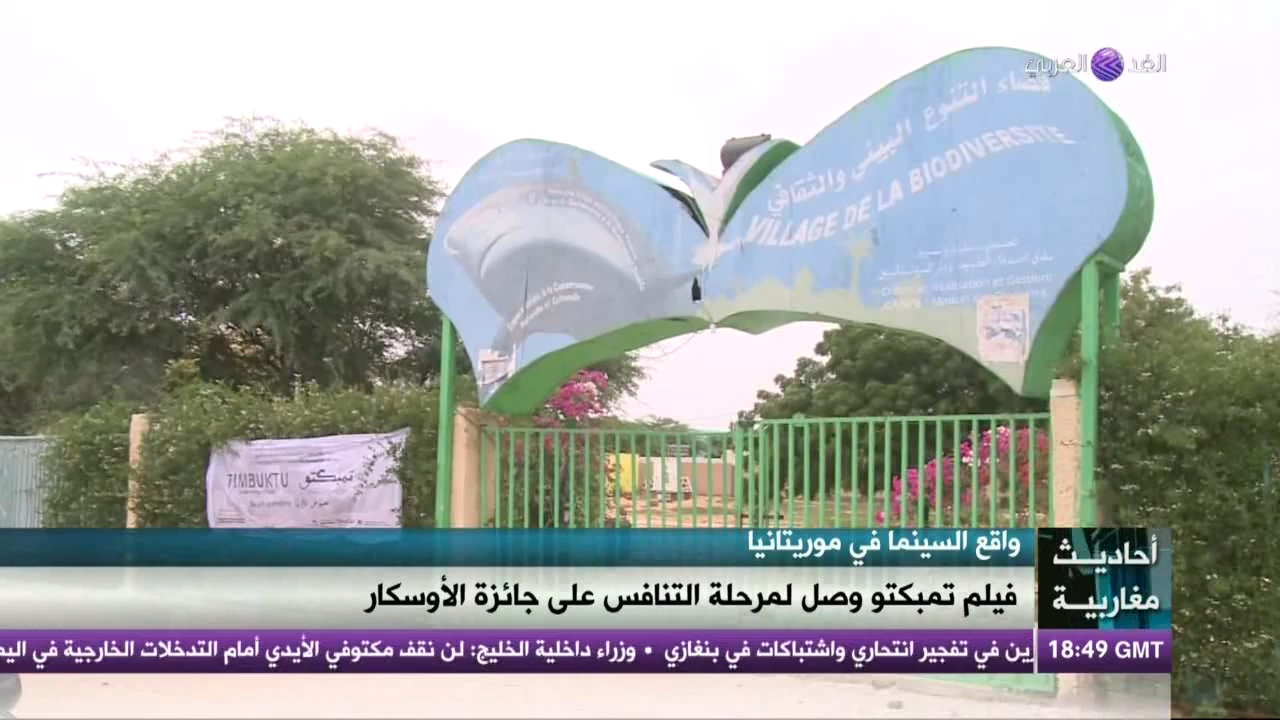 الغد العربي
فضاء التنوع البيئي والثقافي
VILLAGE DE LA BIODIVERSITE
TIMBUKTU
تمبكتو
واقع السينما في موريتانيا
أحاديث
مغاربية
فيلم تمبكتو وصل لمرحلة التنافس على جائزة الأوسكار
18:49 GMT
رين في تفجير انتحاري واشتباكات في بنغازي • وزراء داخلية الخليج: لن نقف مكتوفي الأيدي أمام التدخلات الخارجية في اليم